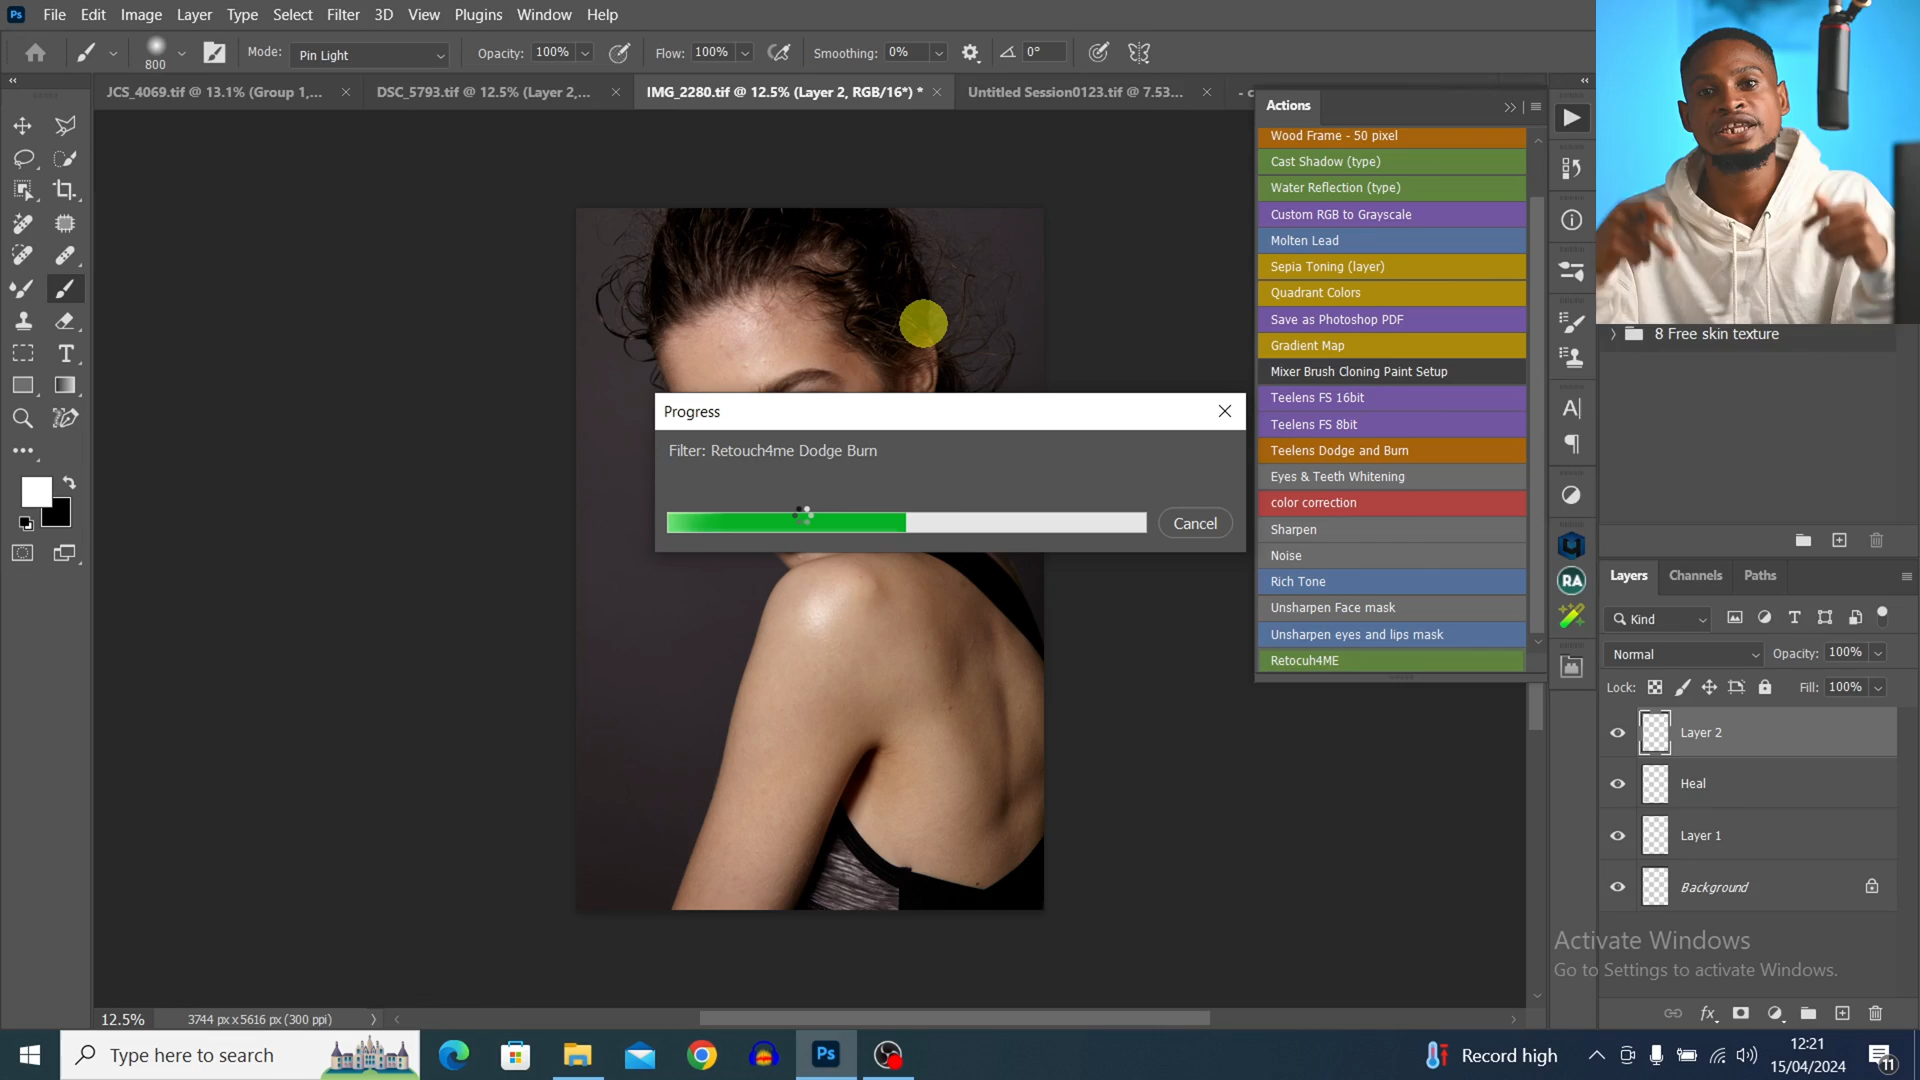 Ps File Edit Image Layer Type Select Filter 3D View Plugins Window Help
800 Mode: Pin Light Opacity: 100% Flow: 100% Smoothing: 0% 0°
JCS_4069.tif @ 13.1% (Group 1,... DSC_5793.tif @ 12.5% (Layer 2,... IMG_2280.tif @ 12.5% (Layer 2, RGB/16*) * Untitled Session0123.tif @ 7.53... - c
Actions
Wood Frame - 50 pixel
Cast Shadow (type)
Water Reflection (type)
Custom RGB to Grayscale
Molten Lead
Sepia Toning (layer)
Quadrant Colors
Save as Photoshop PDF
Gradient Map
Mixer Brush Cloning Paint Setup
Teelens FS 16bit
Teelens FS 8bit
Teelens Dodge and Burn
Eyes & Teeth Whitening
color correction
Sharpen
Noise
Rich Tone
Unsharpen Face mask
Unsharpen eyes and lips mask
Retocuh4ME
8 Free skin texture
Progress
Filter: Retouch4me Dodge Burn
Cancel
RA
Layers Channels Paths
Kind
Normal Opacity: 100%
Lock: Fill: 100%
Layer 2
Heal
Layer 1
Background
Activate Windows
Go to Settings to activate Windows.
12.5% 3744 px x 5616 px (300 ppi)
Type here to search
Ps
Record high
12:21
15/04/2024
11